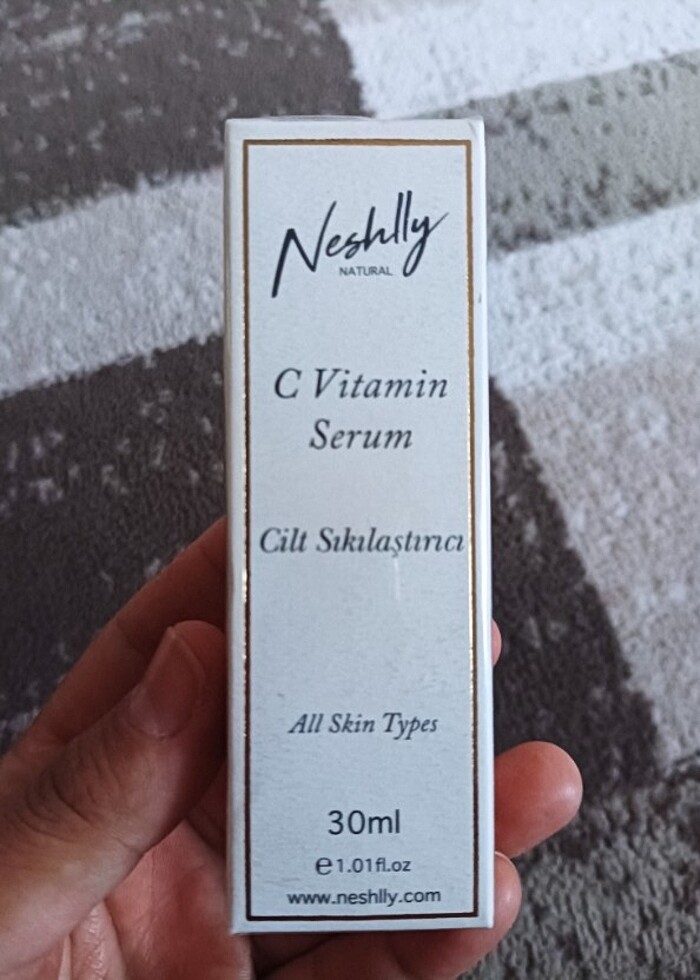 Neshlly
NATURAL
C Vitamin
Serum
Cilt Sıkılaştırıcı
All Skin Types
30ml
℮1.01fl.oz
www.neshlly.com